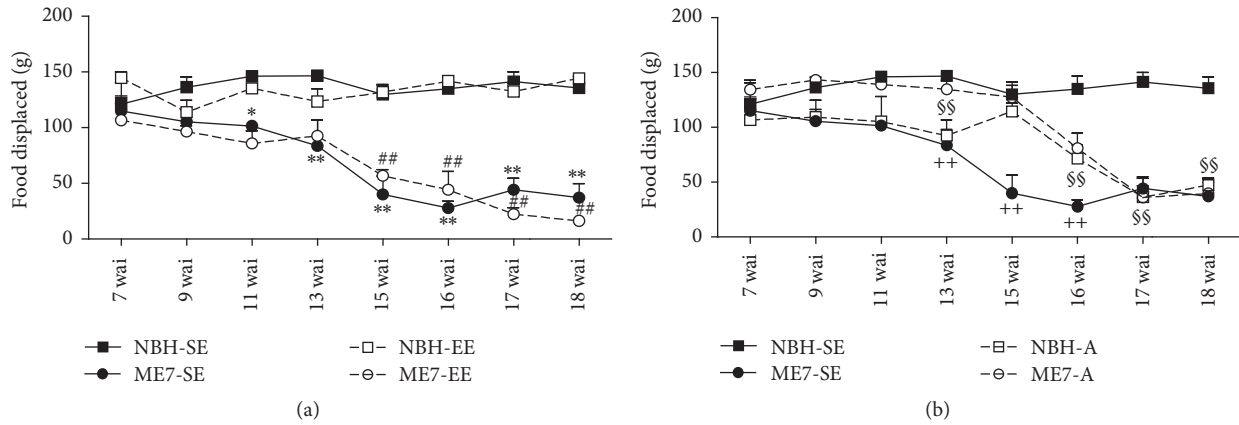 200
150
100
50
0
Food displaced (g)
*
**
**
**
**
**
##
##
##
##
7 wai
9 wai
11 wai
13 wai
15 wai
16 wai
17 wai
18 wai
NBH-SE
NBH-EE
ME7-SE
ME7-EE
(a)
200
150
100
50
0
Food displaced (g)
§§
++
++
§§
++
§§
§§
7 wai
9 wai
11 wai
13 wai
15 wai
16 wai
17 wai
18 wai
NBH-SE
NBH-A
ME7-SE
ME7-A
(b)